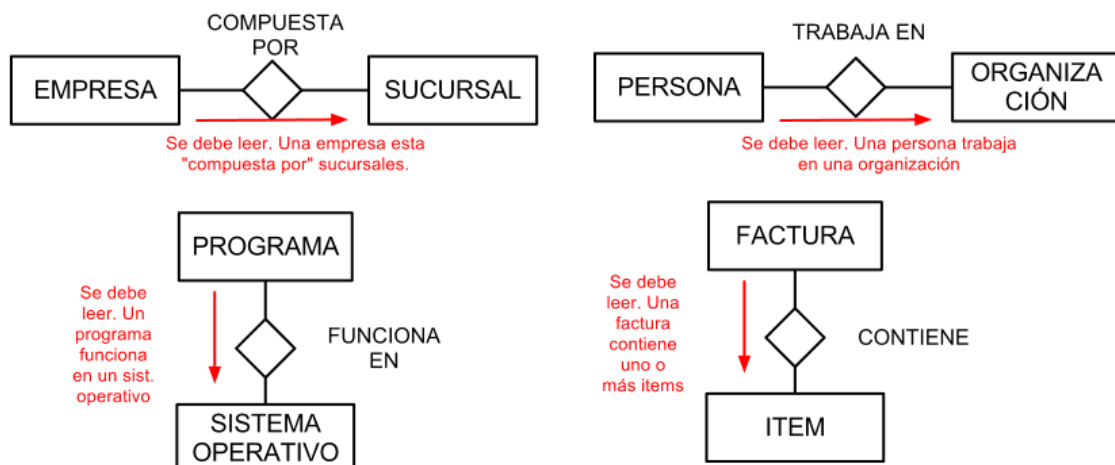 COMPUESTA
POR
EMPRESA
SUCURSAL
Se debe leer. Una empresa esta
"compuesta por" sucursales.
TRABAJA EN
PERSONA
ORGANIZA
CIÓN
Se debe leer. Una persona trabaja
en una organización
PROGRAMA
Se debe
leer. Un
programa
funciona
en un sist.
operativo
FUNCIONA
EN
SISTEMA
OPERATIVO
FACTURA
Se debe
leer. Una
factura
contiene
uno o
más items
CONTIENE
ITEM